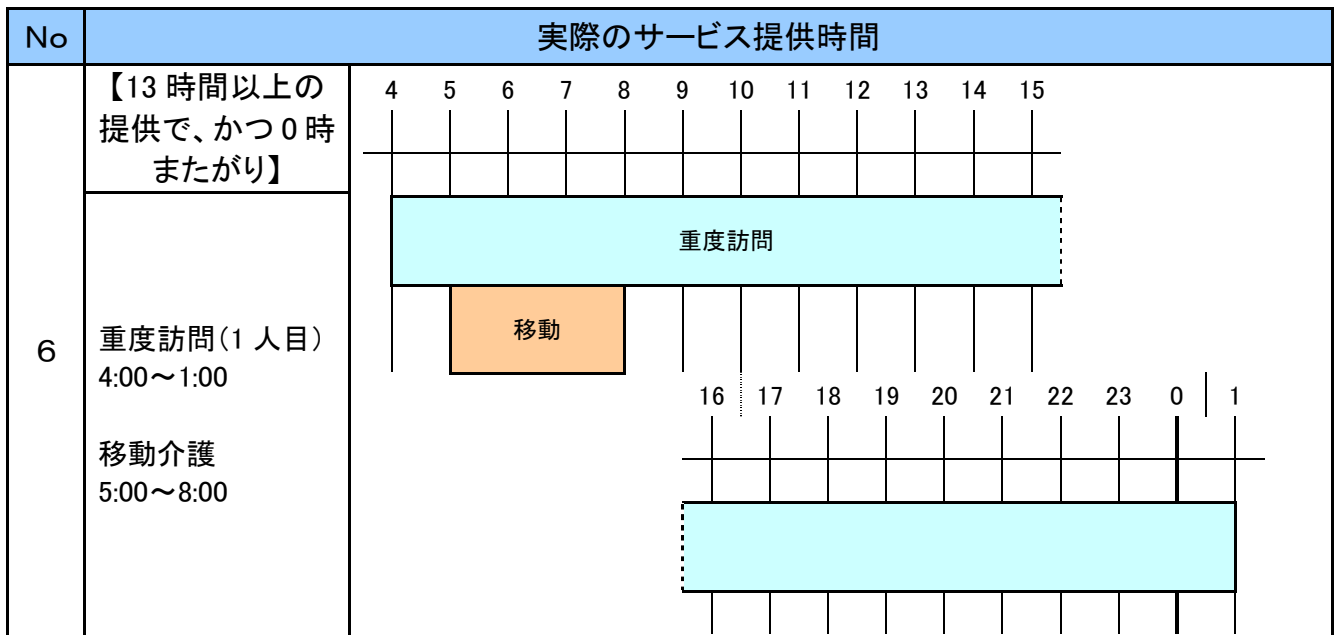 No 実際のサービス提供時間
6
【13 時間以上の
提供で、かつ 0 時
またがり】
重度訪問(1 人目)
4:00～1:00
移動介護
5:00～8:00
4 5 6 7 8 9 10 11 12 13 14 15
重度訪問
移動
16 17 18 19 20 21 22 23 0 1